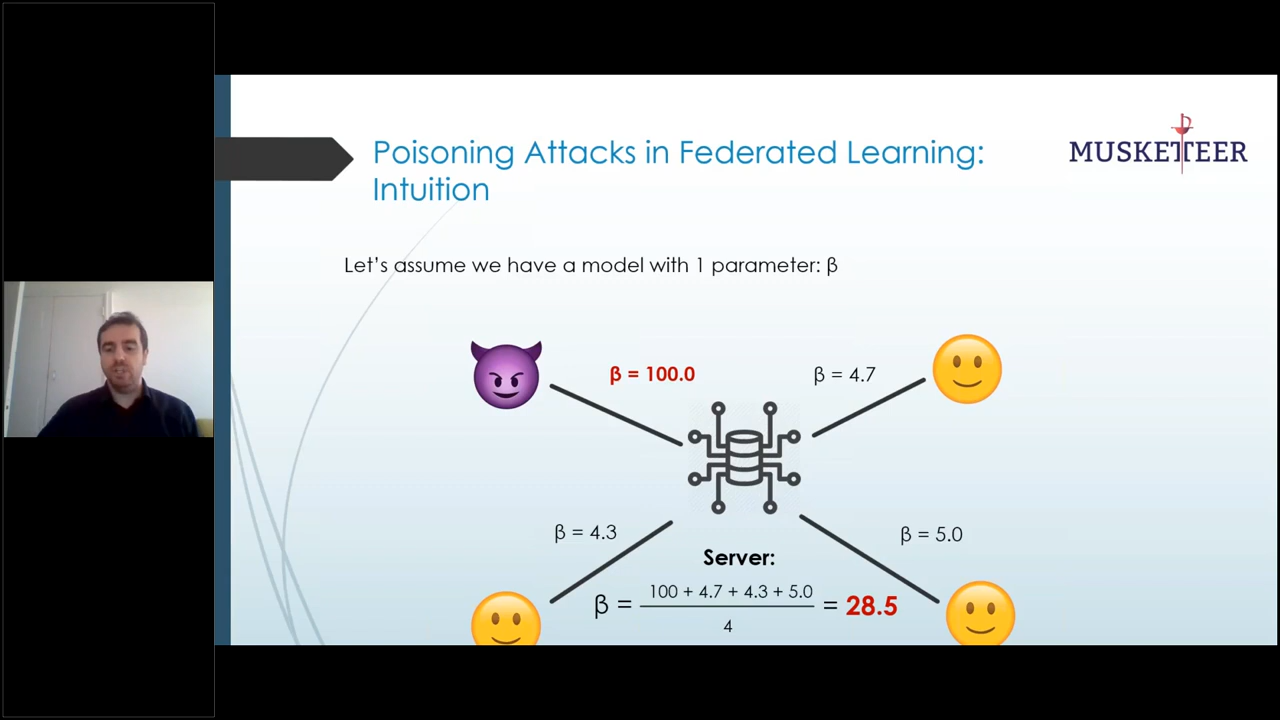 Poisoning Attacks in Federated Learning:
Intuition
MUSKETEER
Let's assume we have a model with 1 parameter: β
β = 100.0
β = 4.7
β = 4.3
β = 5.0
Server:
β = 100 + 4.7 + 4.3 + 5.0 / 4 = 28.5